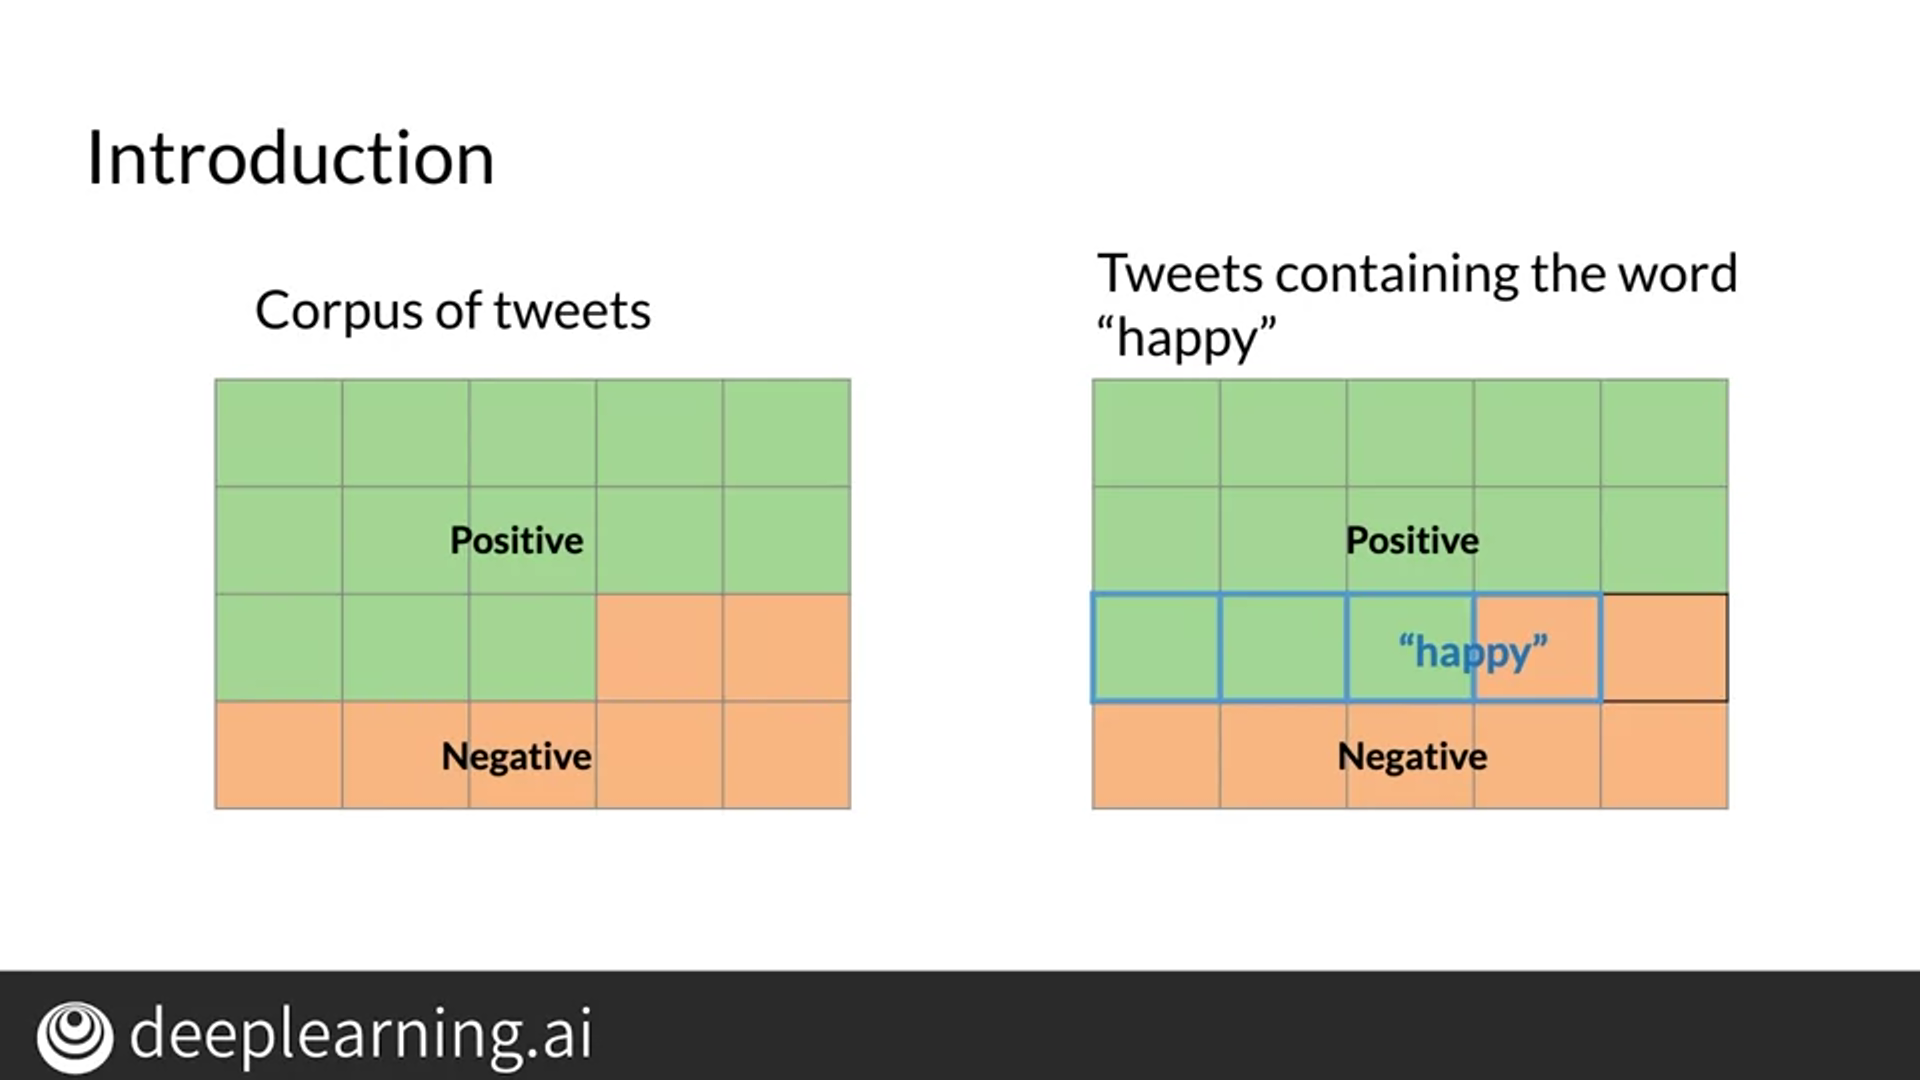 Introduction
Corpus of tweets
Tweets containing the word
“happy”
Positive
Negative
Positive
“happy”
Negative
deeplearning.ai